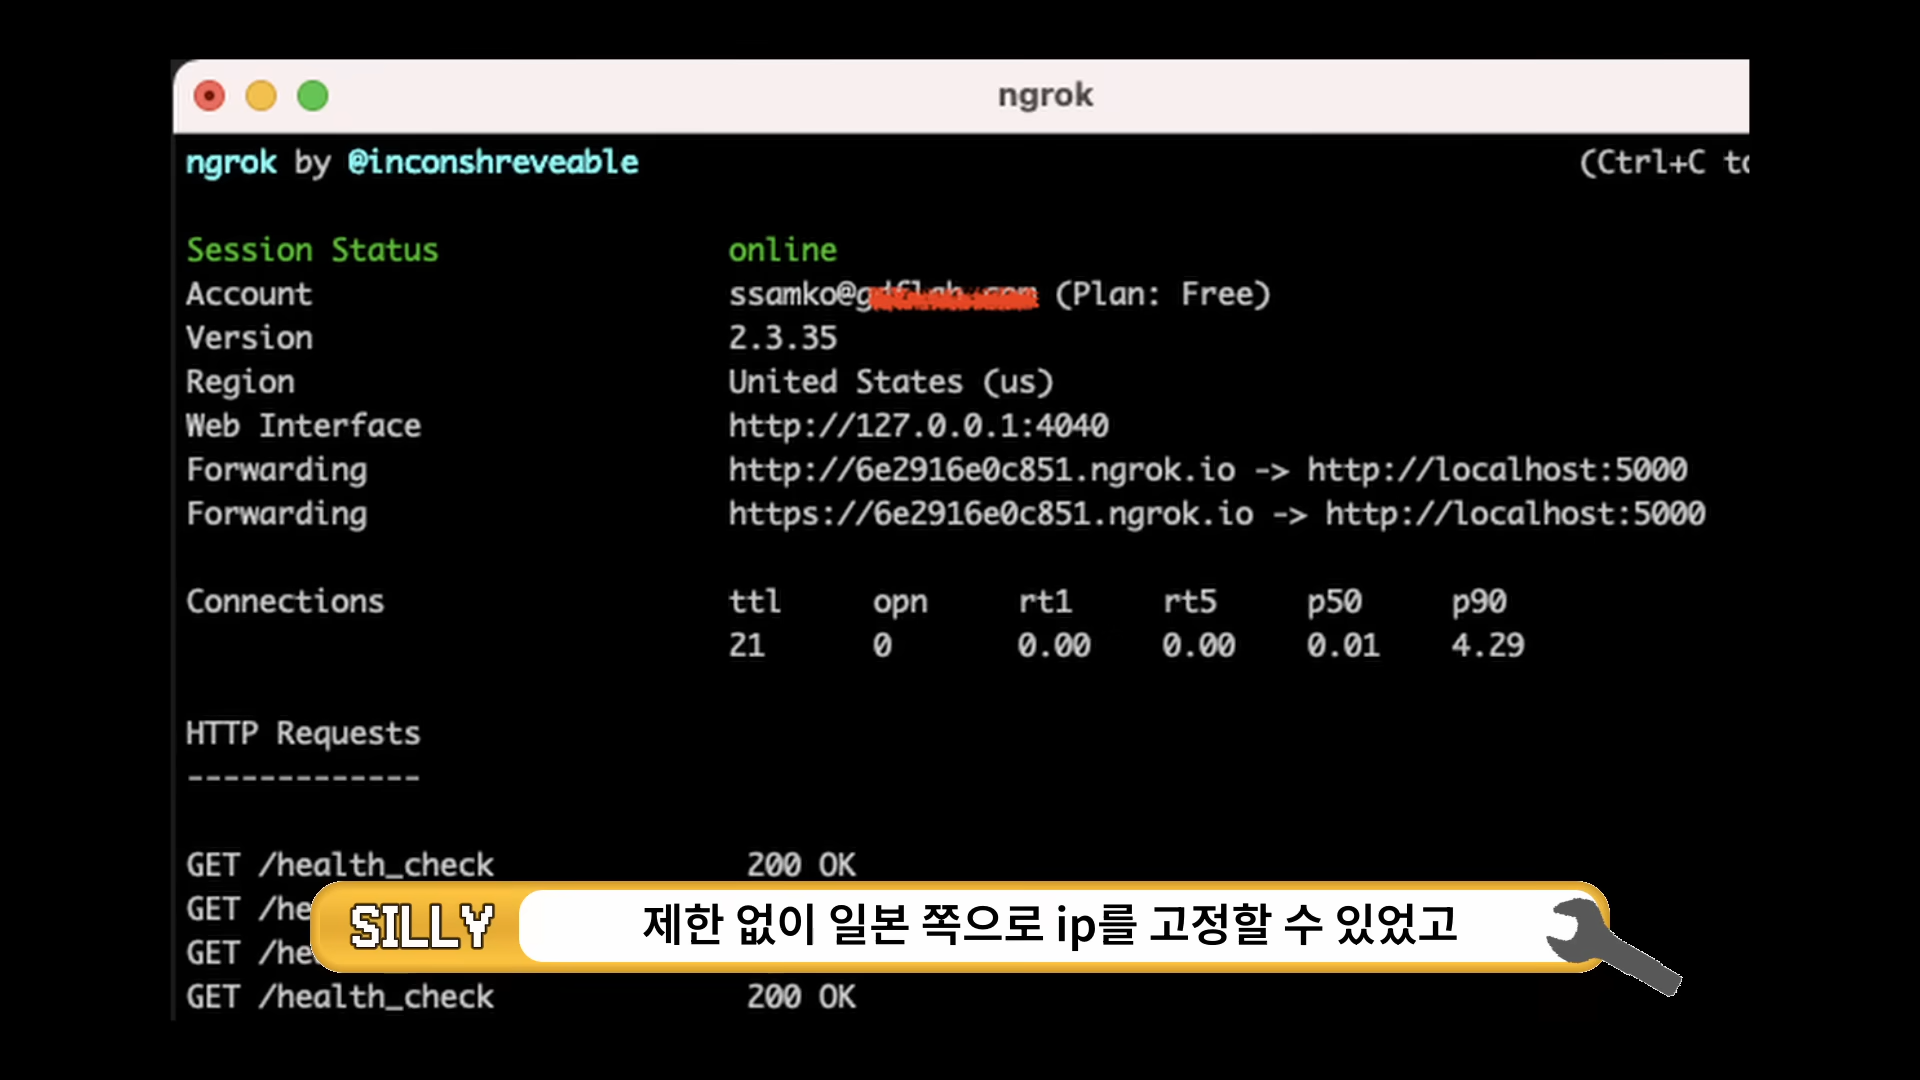 ngrok
ngrok by @inconshreveable (Ctrl+C to
Session Status online
Account ssamko@ (Plan: Free)
Version 2.3.35
Region United States (us)
Web Interface http://127.0.0.1:4040
Forwarding http://6e2916e0c851.ngrok.io -> http://localhost:5000
Forwarding https://6e2916e0c851.ngrok.io -> http://localhost:5000
Connections ttl opn rt1 rt5 p50 p90
21 0 0.00 0.00 0.01 4.29
HTTP Requests
-------------
GET /health_check 200 OK
GET /he
GET /he
GET /health_check 200 OK
SILLY 제한 없이 일본 쪽으로 ip를 고정할 수 있었고